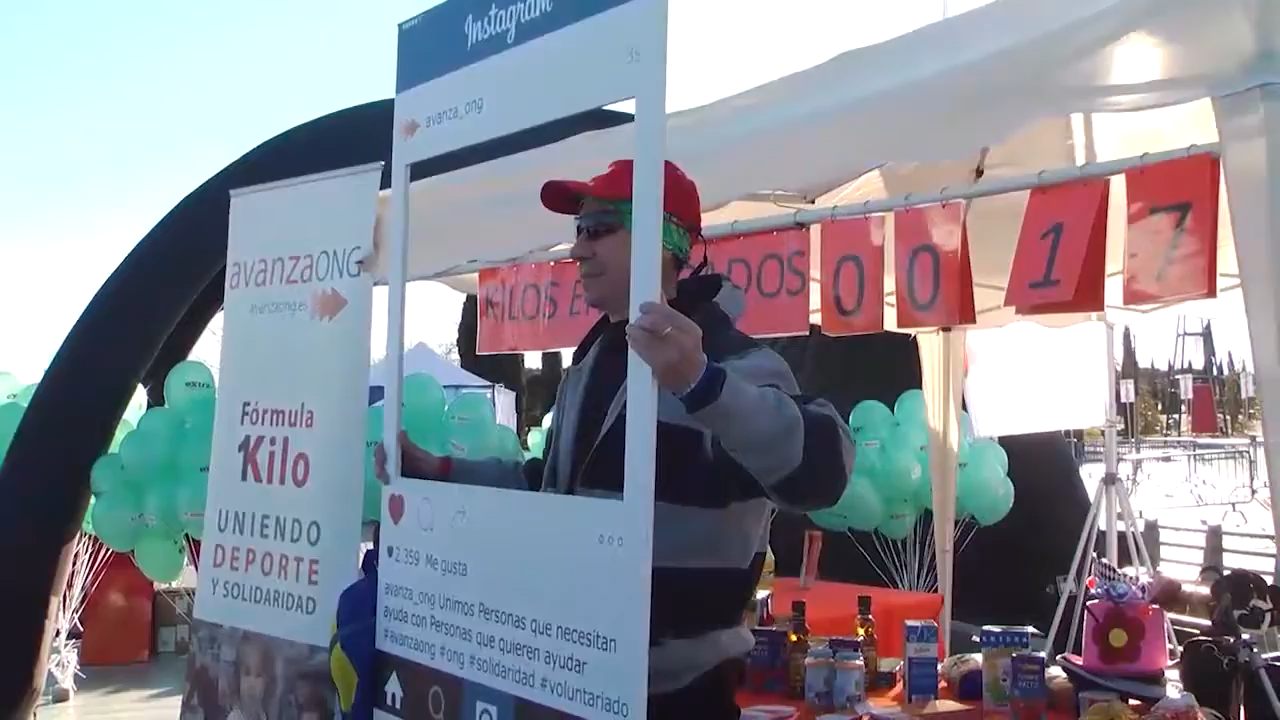 Instagram
avanza_ong
avanzaONG
avanzaong.es
Fórmula
1Kilo
UNIENDO
DEPORTE
Y SOLIDARIDAD
KILOS
ADOS
0 0 1 7
2.359 Me gusta
avanza_ong Unimos Personas que necesitan
ayuda con Personas que quieren ayudar
#avanzaong #ong #solidaridad #voluntariado